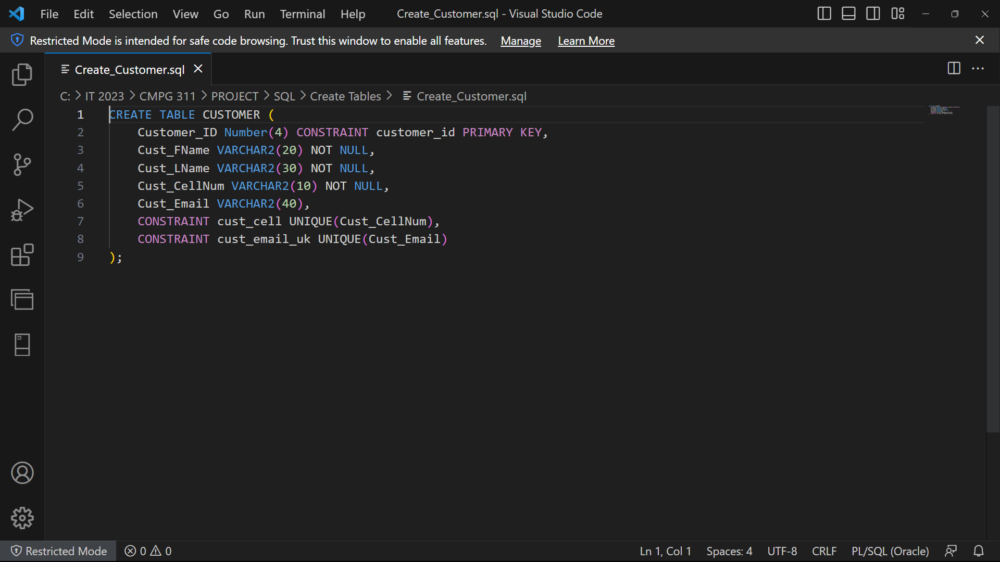 File Edit Selection View Go Run Terminal Help Create_Customer.sql - Visual Studio Code
Restricted Mode is intended for safe code browsing. Trust this window to enable all features. Manage Learn More
Create_Customer.sql
C: > IT 2023 > CMPG 311 > PROJECT > SQL > Create Tables > Create_Customer.sql
1 CREATE TABLE CUSTOMER (
2 Customer_ID Number(4) CONSTRAINT customer_id PRIMARY KEY,
3 Cust_FName VARCHAR2(20) NOT NULL,
4 Cust_LName VARCHAR2(30) NOT NULL,
5 Cust_CellNum VARCHAR2(10) NOT NULL,
6 Cust_Email VARCHAR2(40),
7 CONSTRAINT cust_cell UNIQUE(Cust_CellNum),
8 CONSTRAINT cust_email_uk UNIQUE(Cust_Email)
9 );
Restricted Mode 0 0 Ln 1, Col 1 Spaces: 4 UTF-8 CRLF PL/SQL (Oracle)